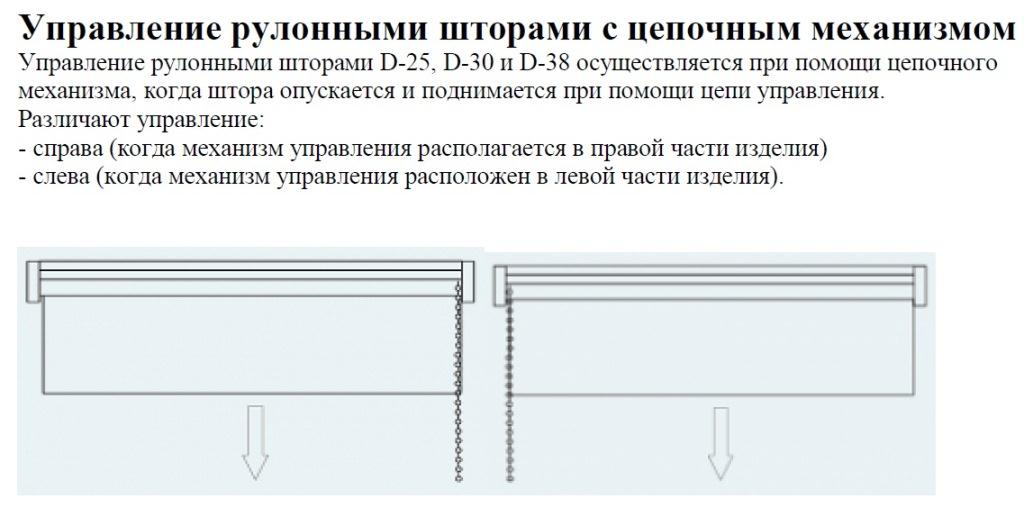 Управление рулонными шторами с цепочным механизмом
Управление рулонными шторами D-25, D-30 и D-38 осуществляется при помощи цепочного
механизма, когда штора опускается и поднимается при помощи цепи управления.
Различают управление:
- справа (когда механизм управления располагается в правой части изделия)
- слева (когда механизм управления расположен в левой части изделия).